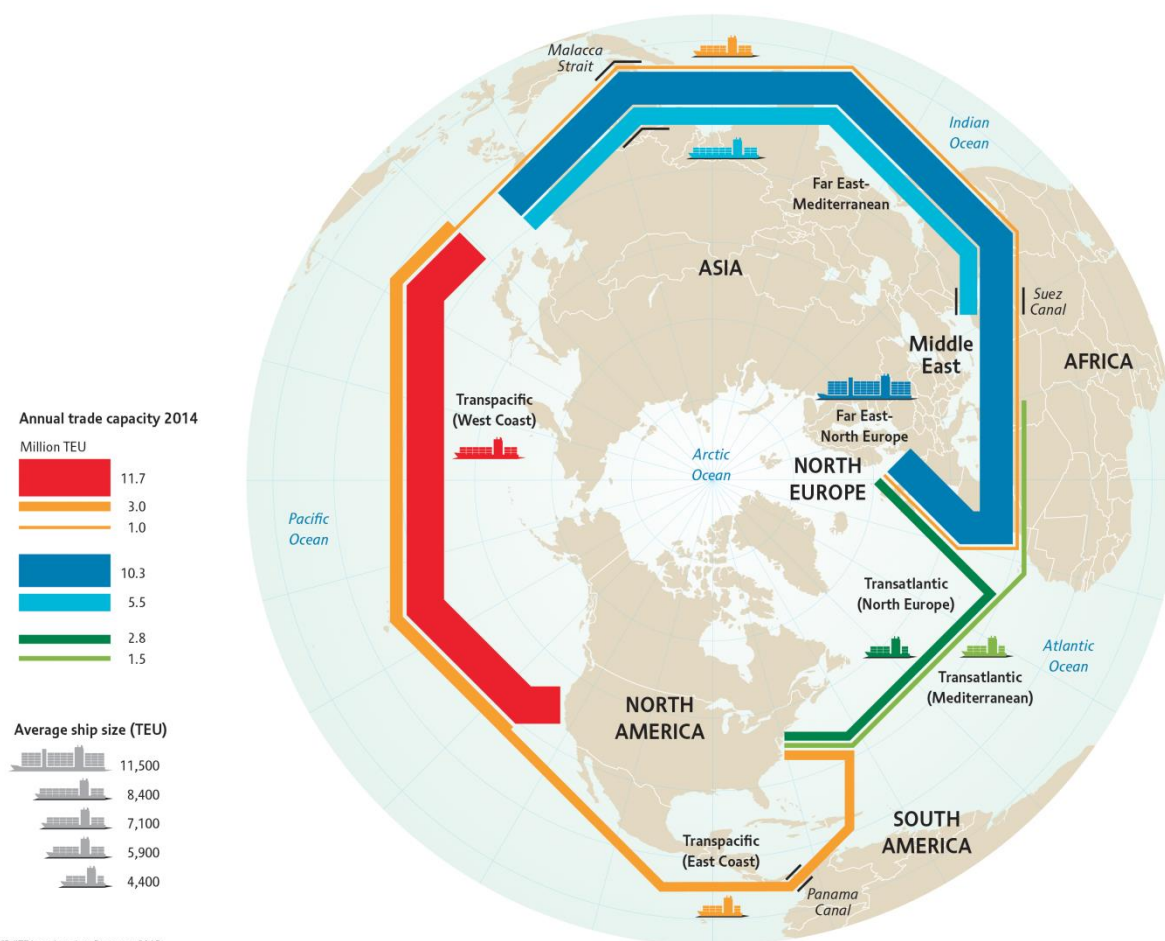 Malacca
Strait
Indian
Ocean
Far East-
Mediterranean
ASIA
Suez
Canal
Middle
East
AFRICA
Transpacific
(West Coast)
Far East-
North Europe
Arctic
Ocean
NORTH
EUROPE
Pacific
Ocean
Transatlantic
(North Europe)
Atlantic
Ocean
Transatlantic
(Mediterranean)
NORTH
AMERICA
SOUTH
AMERICA
Transpacific
(East Coast)
Panama
Canal
Annual trade capacity 2014
Million TEU
11.7
3.0
1.0
10.3
5.5
2.8
1.5
Average ship size (TEU)
11,500
8,400
7,100
5,900
4,400